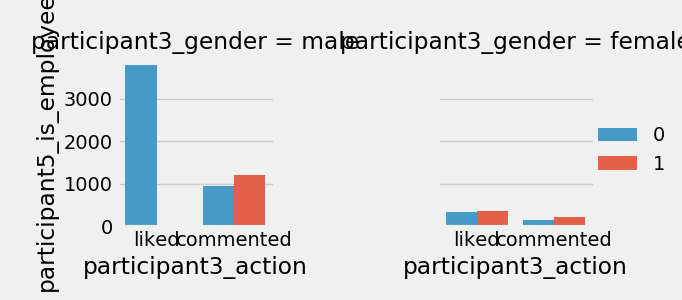 participant3_gender = male
participant3_gender = female
participant5_is_employee
3000
2000
1000
0
0
1
liked
commented
liked
commented
participant3_action
participant3_action